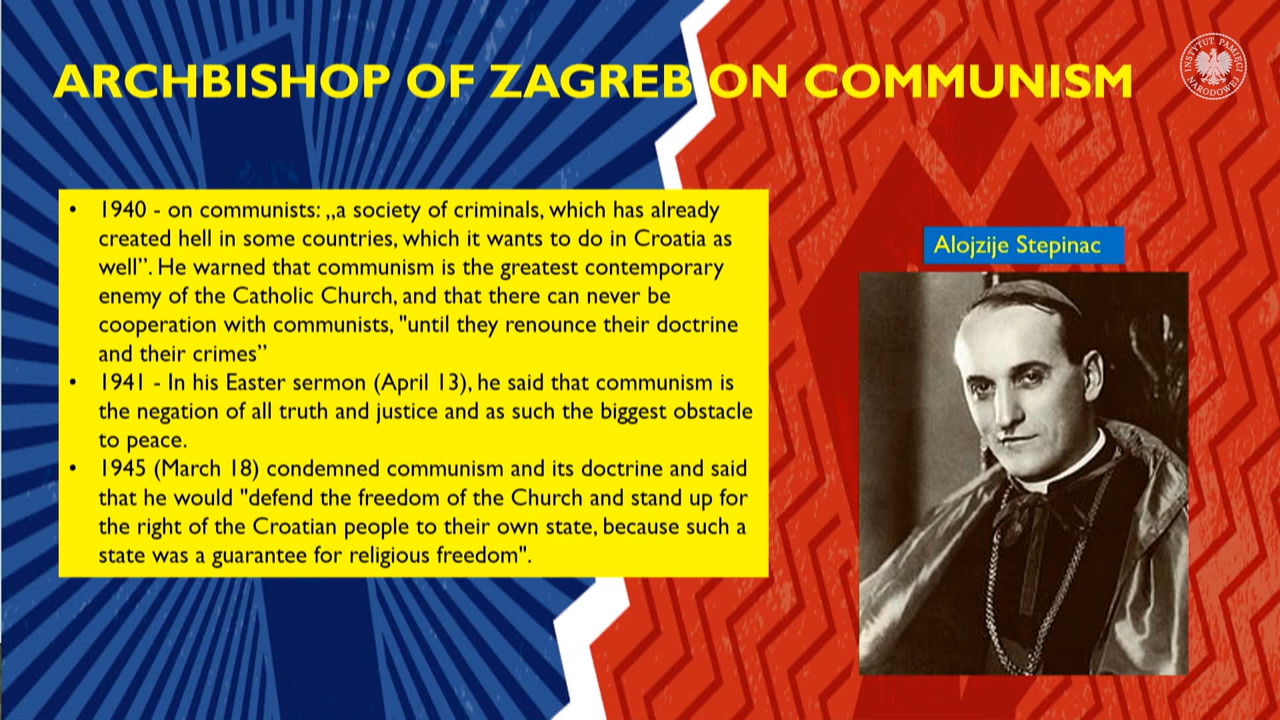 ARCHBISHOP OF ZAGREB ON COMMUNISM
INSTYTUT PAMIĘCI NARODOWEJ
• 1940 - on communists: „a society of criminals, which has already
created hell in some countries, which it wants to do in Croatia as
well”. He warned that communism is the greatest contemporary
enemy of the Catholic Church, and that there can never be
cooperation with communists, "until they renounce their doctrine
and their crimes”
• 1941 - In his Easter sermon (April 13), he said that communism is
the negation of all truth and justice and as such the biggest obstacle
to peace.
• 1945 (March 18) condemned communism and its doctrine and said
that he would "defend the freedom of the Church and stand up for
the right of the Croatian people to their own state, because such a
state was a guarantee for religious freedom".
Alojzije Stepinac